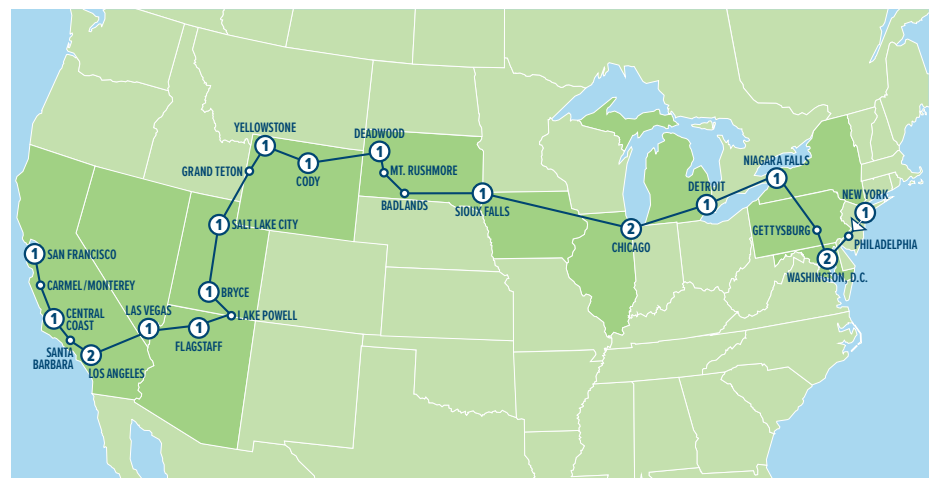 YELLOWSTONE
1
DEADWOOD
1
GRAND TETON
1
CODY
MT. RUSHMORE
BADLANDS
1
SIOUX FALLS
NIAGARA FALLS
1
DETROIT
1
NEW YORK
1
2
CHICAGO
GETTYSBURG
PHILADELPHIA
2
WASHINGTON, D.C.
1
SALT LAKE CITY
1
SAN FRANCISCO
CARMEL/MONTEREY
1
BRYCE
1
CENTRAL
COAST
LAS VEGAS
1
1
FLAGSTAFF
LAKE POWELL
SANTA
BARBARA
2
LOS ANGELES